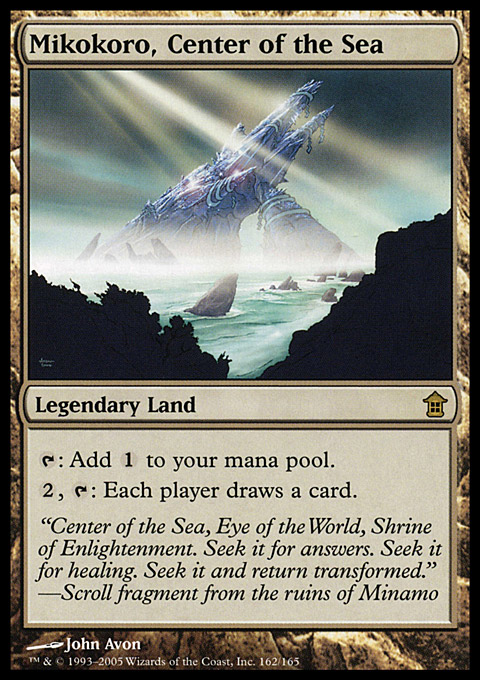 Mikokoro, Center of the Sea
Legendary Land
: Add 1 to your mana pool.
2, : Each player draws a card.
“Center of the Sea, Eye of the World, Shrine
of Enlightenment. Seek it for answers. Seek it
for healing. Seek it and return transformed.”
—Scroll fragment from the ruins of Minamo
John Avon
™ & © 1993–2005 Wizards of the Coast, Inc. 162/165